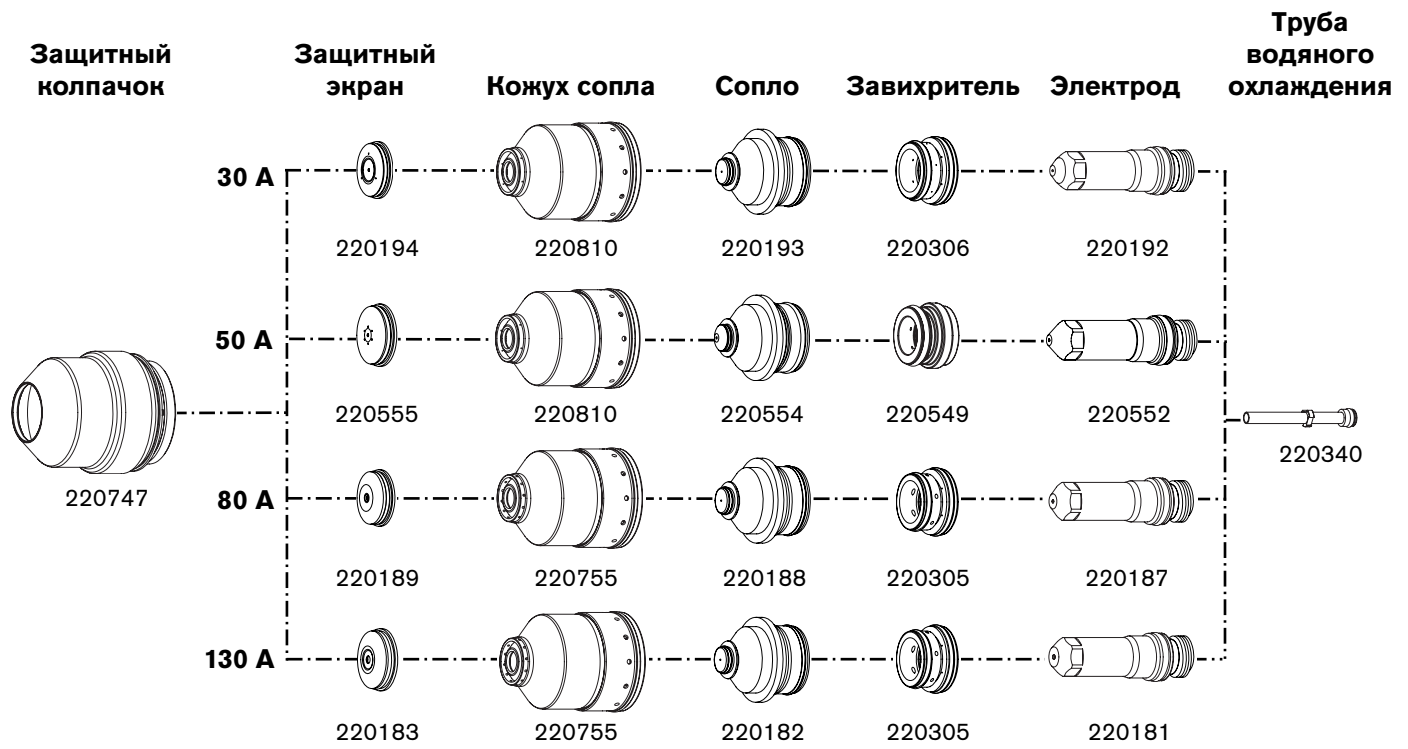 Защитный
колпачок
Защитный
экран
Кожух сопла
Сопло
Завихритель
Электрод
Труба
водяного
охлаждения
30 А
220194
220810
220193
220306
220192
50 А
220555
220810
220554
220549
220552
220747
220340
80 А
220189
220755
220188
220305
220187
130 А
220183
220755
220182
220305
220181